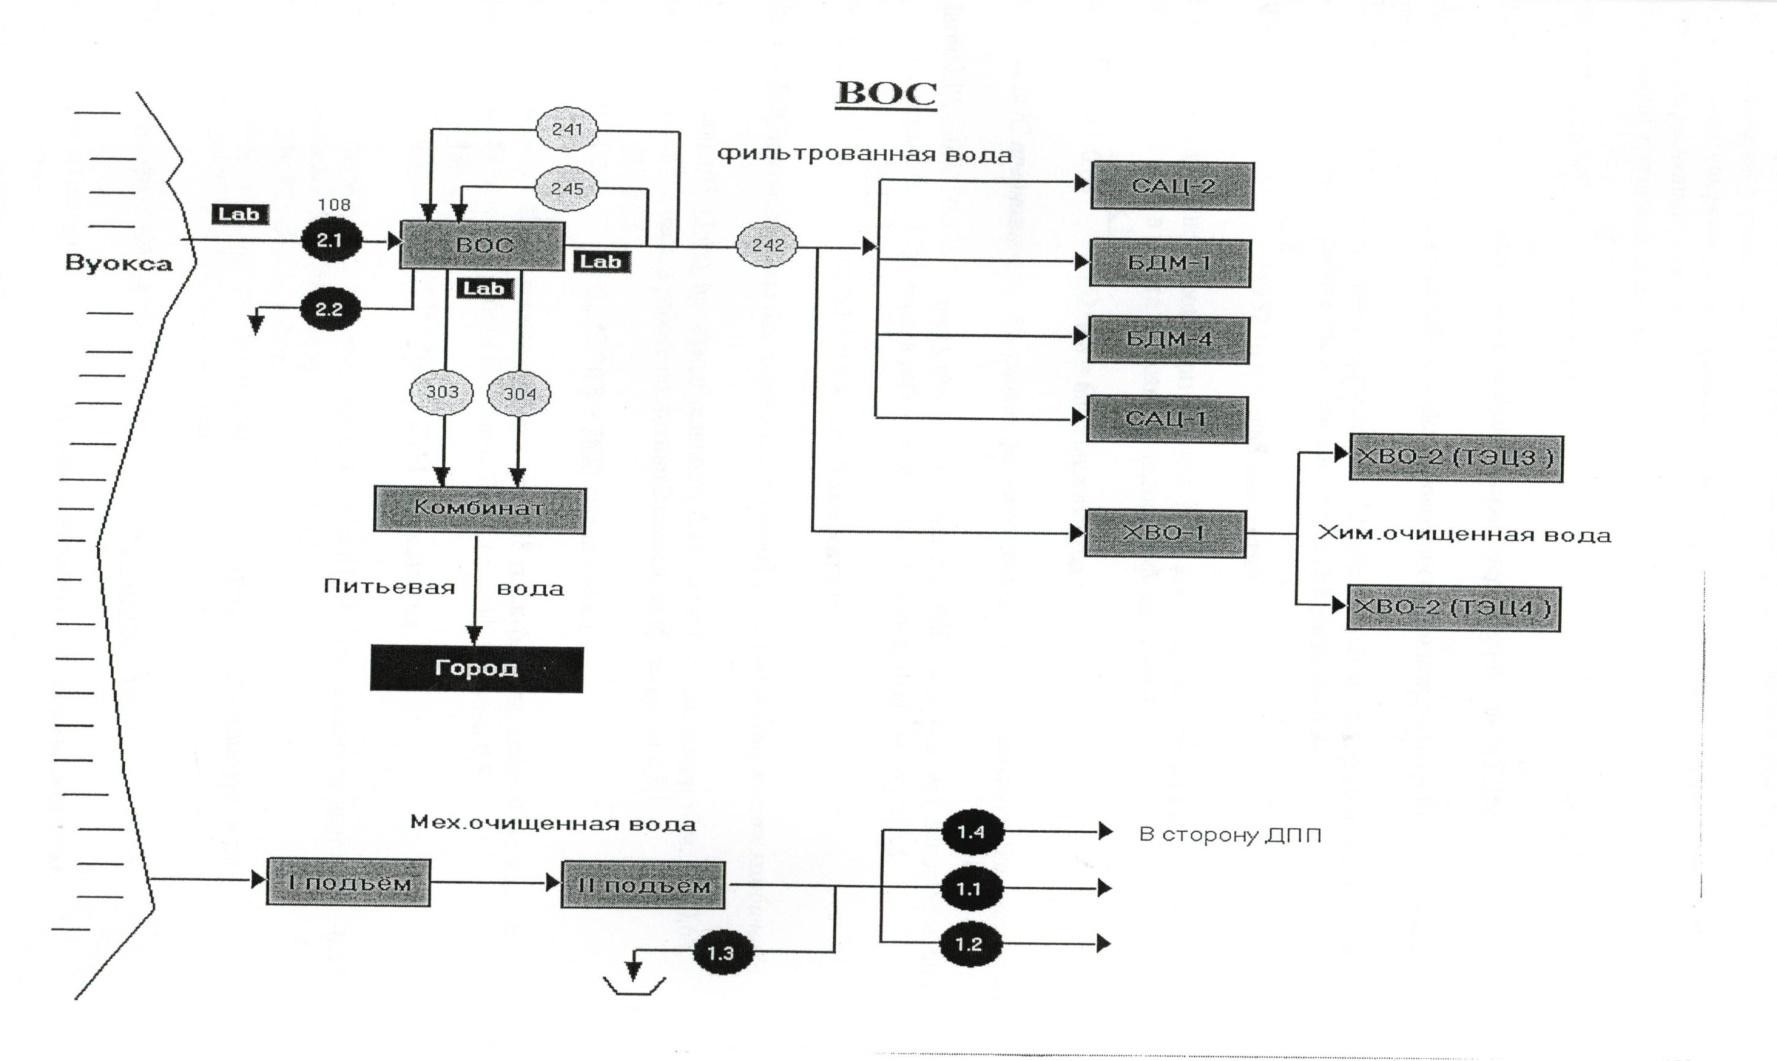 ВОС
241
фильтрованная вода
245
САЦ-2
Lab
108
2.1
ВОС
242
Вуокса
Lab
БДМ-1
Lab
2.2
БДМ-4
303
304
САЦ-1
ХВО-2 (ТЭЦ3 )
Комбинат
ХВО-1
Хим.очищенная вода
Питьевая вода
ХВО-2 (ТЭЦ4 )
Город
Мех.очищенная вода
1.4
В сторону ДПП
I подъём
II подъём
1.1
1.3
1.2